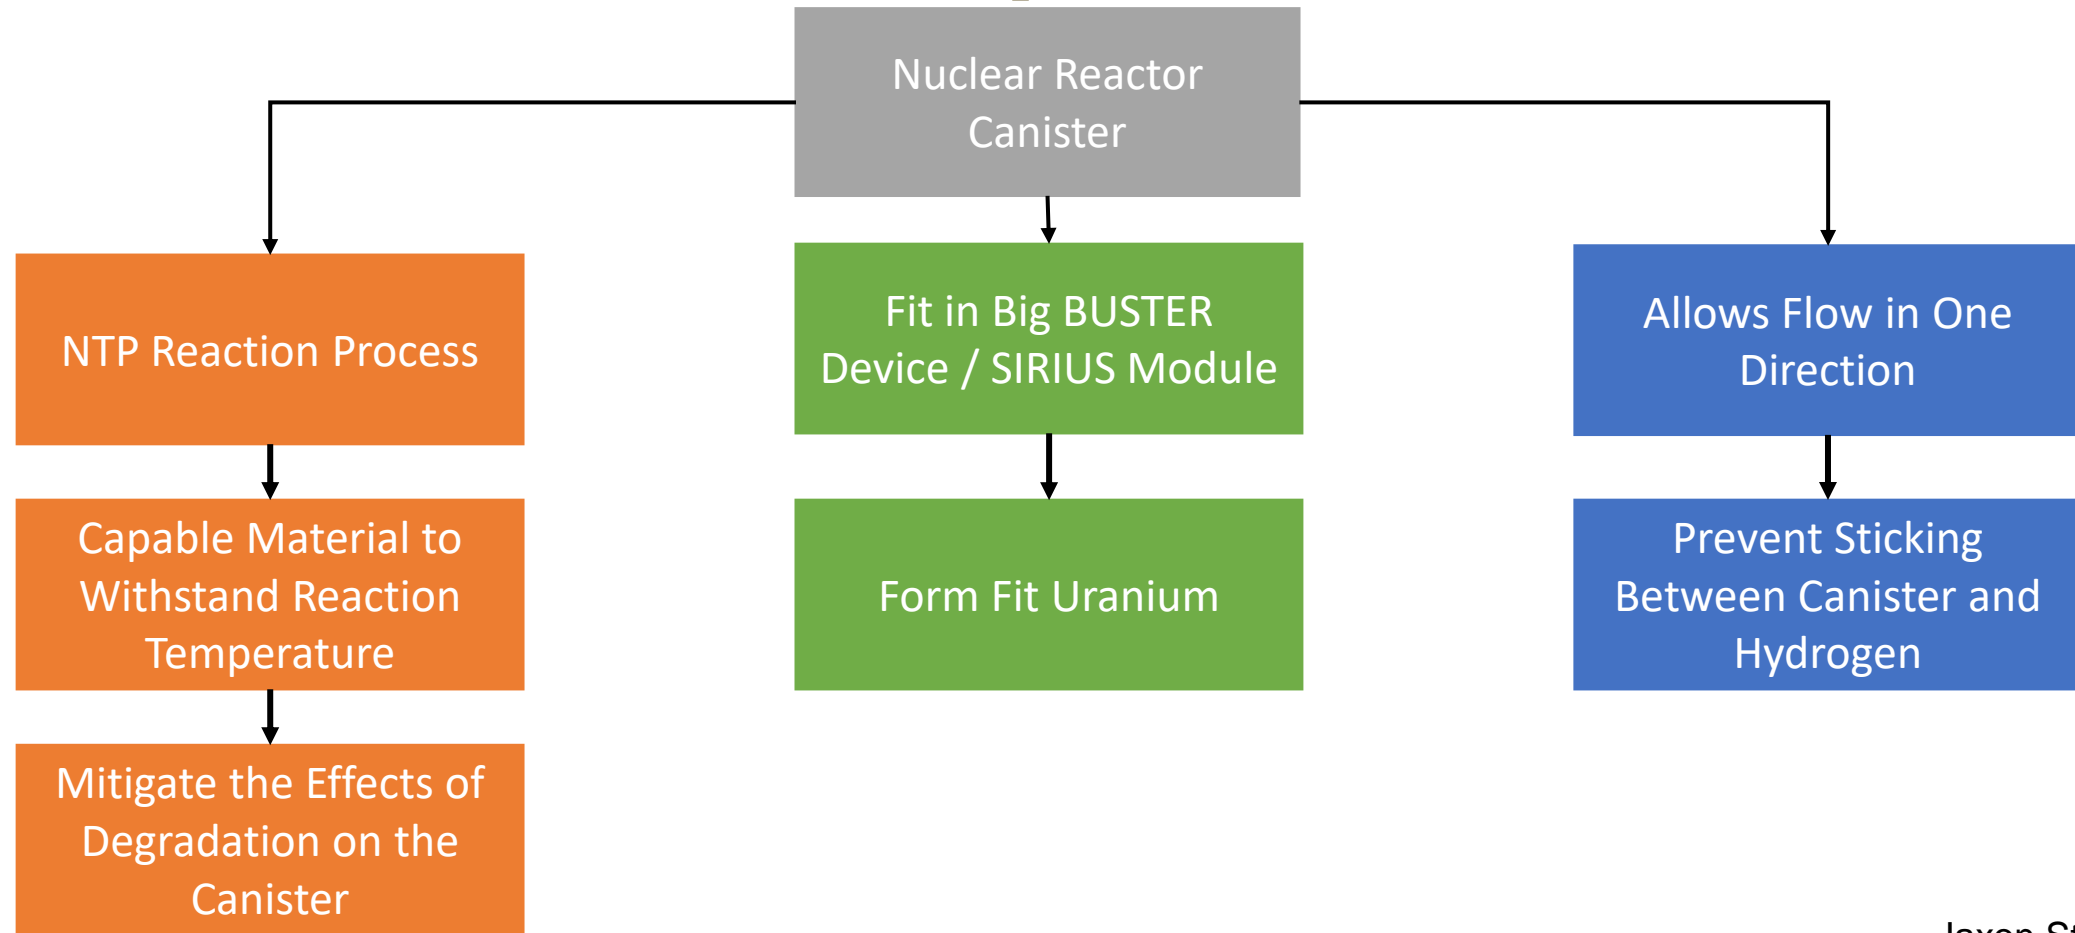 Nuclear Reactor
Canister
NTP Reaction Process
Capable Material to
Withstand Reaction
Temperature
Mitigate the Effects of
Degradation on the
Canister
Fit in Big BUSTER
Device / SIRIUS Module
Form Fit Uranium
Allows Flow in One
Direction
Prevent Sticking
Between Canister and
Hydrogen